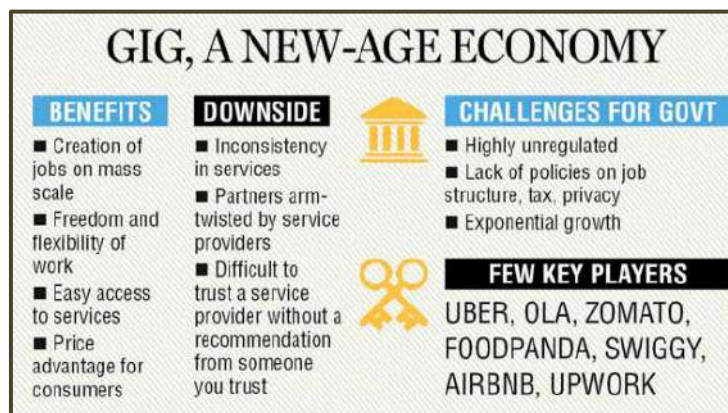 GIG, A NEW-AGE ECONOMY
BENEFITS
■ Creation of
jobs on mass
scale
■ Freedom and
flexibility of
work
■ Easy access
to services
■ Price
advantage for
consumers
DOWNSIDE
■ Inconsistency
in services
■ Partners arm-
twisted by service
providers
■ Difficult to
trust a service
provider without a
recommendation
from someone
you trust
CHALLENGES FOR GOVT
■ Highly unregulated
■ Lack of policies on job
structure, tax, privacy
■ Exponential growth
FEW KEY PLAYERS
UBER, OLA, ZOMATO,
FOODPANDA, SWIGGY,
AIRBNB, UPWORK